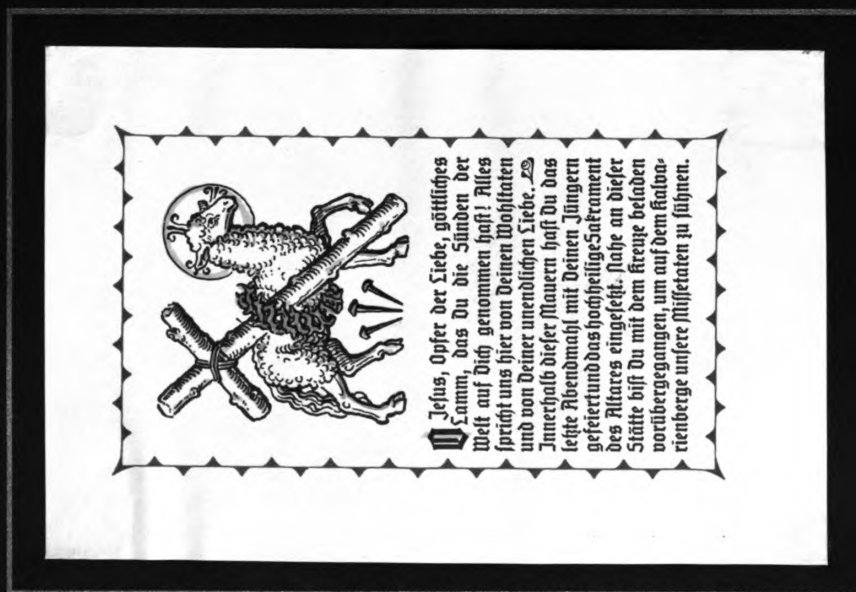 O Jesus, Opfer der Liebe, göttliches
Lamm, das Du die Sünden der
Welt auf Dich genommen hast! Alles
spricht uns hier von Deinen Wohltaten
und von Deiner unendlichen Liebe.
Innerhalb dieser Mauern hast Du das
letzte Abendmahl mit Deinen Jüngern
gefeiert und das hochheilige Sakrament
des Altares eingesetzt. Nahe an dieser
Stätte bist Du mit dem Kreuze beladen
vorübergegangen, um auf dem Kalva-
rienberge unsere Missetaten zu sühnen.